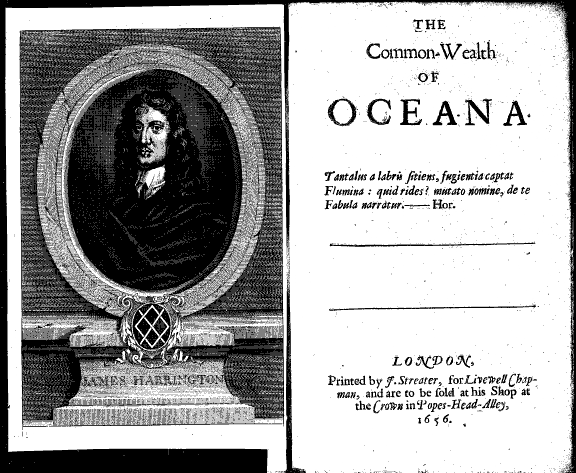 JAMES HARRINGTON
THE
Common-Wealth
OF
OCEANA.
Tantalus a labris sitiens, fugientia captat
Flumina: quid rides? mutato nomine, de te
Fabula narratur.—— Hor.
LONDON,
Printed by J. Streater, for Livewell Chap-
man, and are to be sold at his Shop at
the Crown in Popes-Head-Alley,
1656.